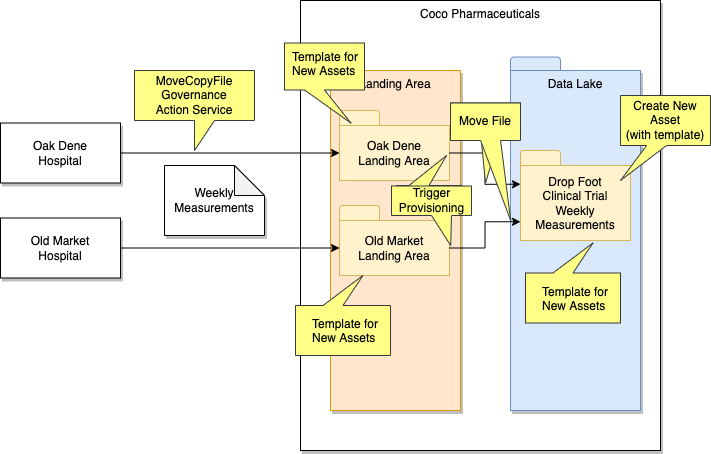 Coco Pharmaceuticals
Template for
New Assets
MoveCopyFile
Governance
Action Service
Landing Area
Data Lake
Create New
Asset
(with template)
Move File
Oak Dene
Hospital
Oak Dene
Landing Area
Weekly
Measurements
Trigger
Provisioning
Drop Foot
Clinical Trial
Weekly
Measurements
Old Market
Hospital
Old Market
Landing Area
Template for
New Assets
Template for
New Assets